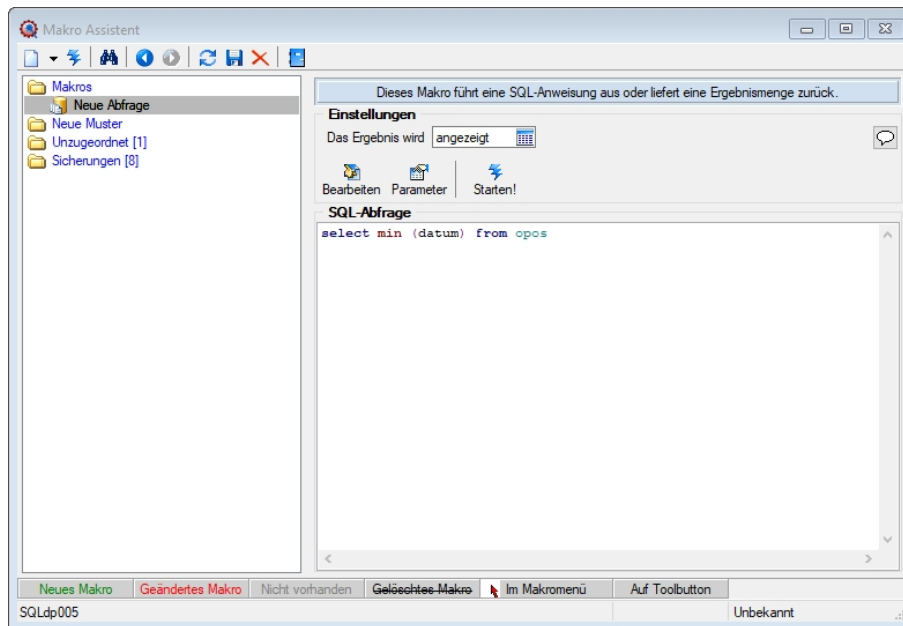 Makro Assistent
Makros
Neue Abfrage
Neue Muster
Unzugeordnet [1]
Sicherungen [8]
Dieses Makro führt eine SQL-Anweisung aus oder liefert eine Ergebnismenge zurück.
Einstellungen
Das Ergebnis wird angezeigt
Bearbeiten Parameter Starten!
SQL-Abfrage
select min (datum) from opos
Neues Makro Geändertes Makro Nicht vorhanden Gelöschtes Makro Im Makromenü Auf Toolbutton
SQLdp005 Unbekannt